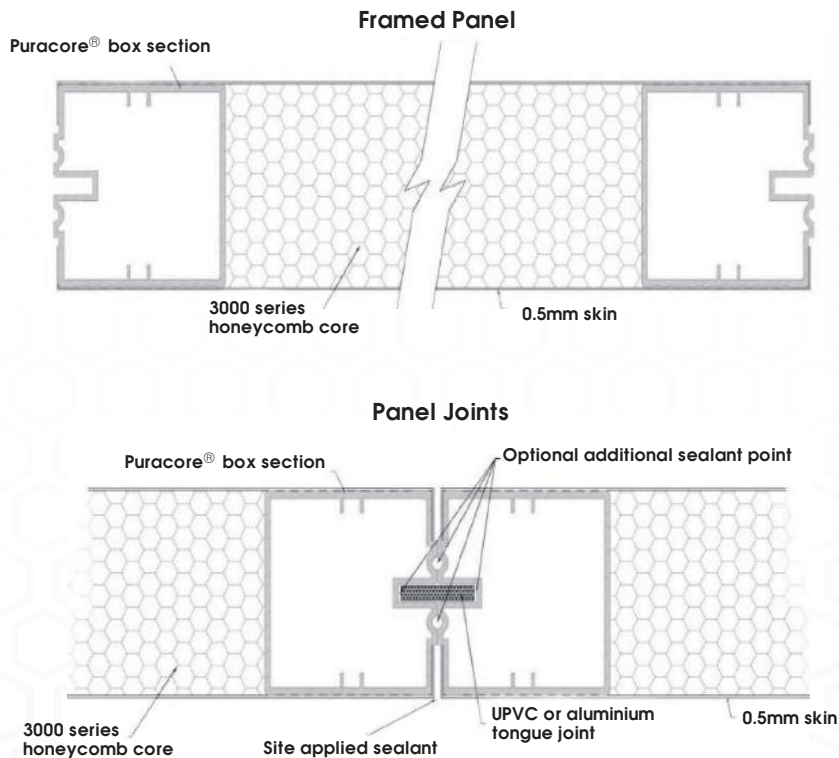 Framed Panel
Puracore® box section
3000 series
honeycomb core
0.5mm skin
Panel Joints
Puracore® box section
Optional additional sealant point
3000 series
honeycomb core
Site applied sealant
UPVC or aluminium
tongue joint
0.5mm skin